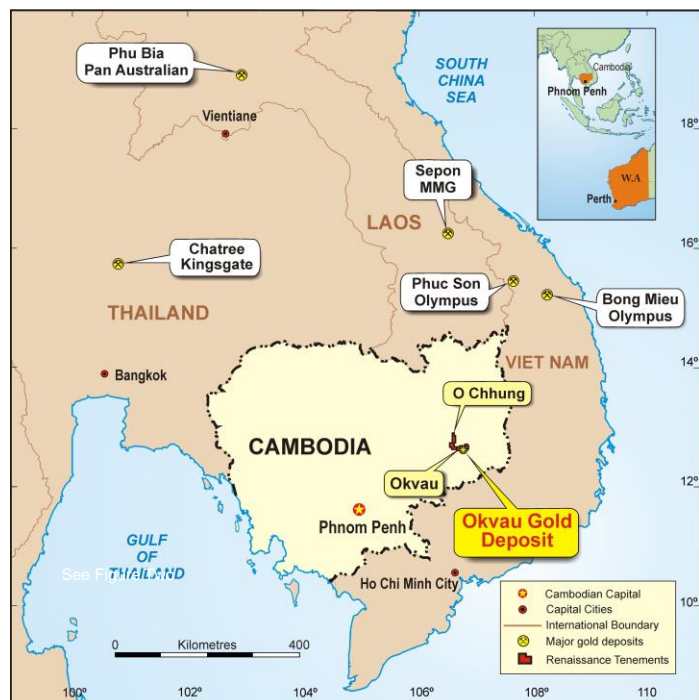 Phu Bia
Pan Australian
SOUTH
CHINA
SEA
Cambodia
Phnom Penh
W.A
Perth
Vientiane
18°
Sepon
MMG
LAOS
16°
Chatree
Kingsgate
Phuc Son
Olympus
Bong Mieu
Olympus
THAILAND
VIET NAM
14°
Bangkok
O Chhung
CAMBODIA
Okvau
12°
Phnom Penh
Okvau Gold
Deposit
GULF
OF
THAILAND
See Figure Two
Ho Chi Minh City
10°
Cambodian Capital
Capital Cities
International Boundary
Major gold deposits
Renaissance Tenements
0 Kilometres 400
100° 102° 104° 106° 108° 110